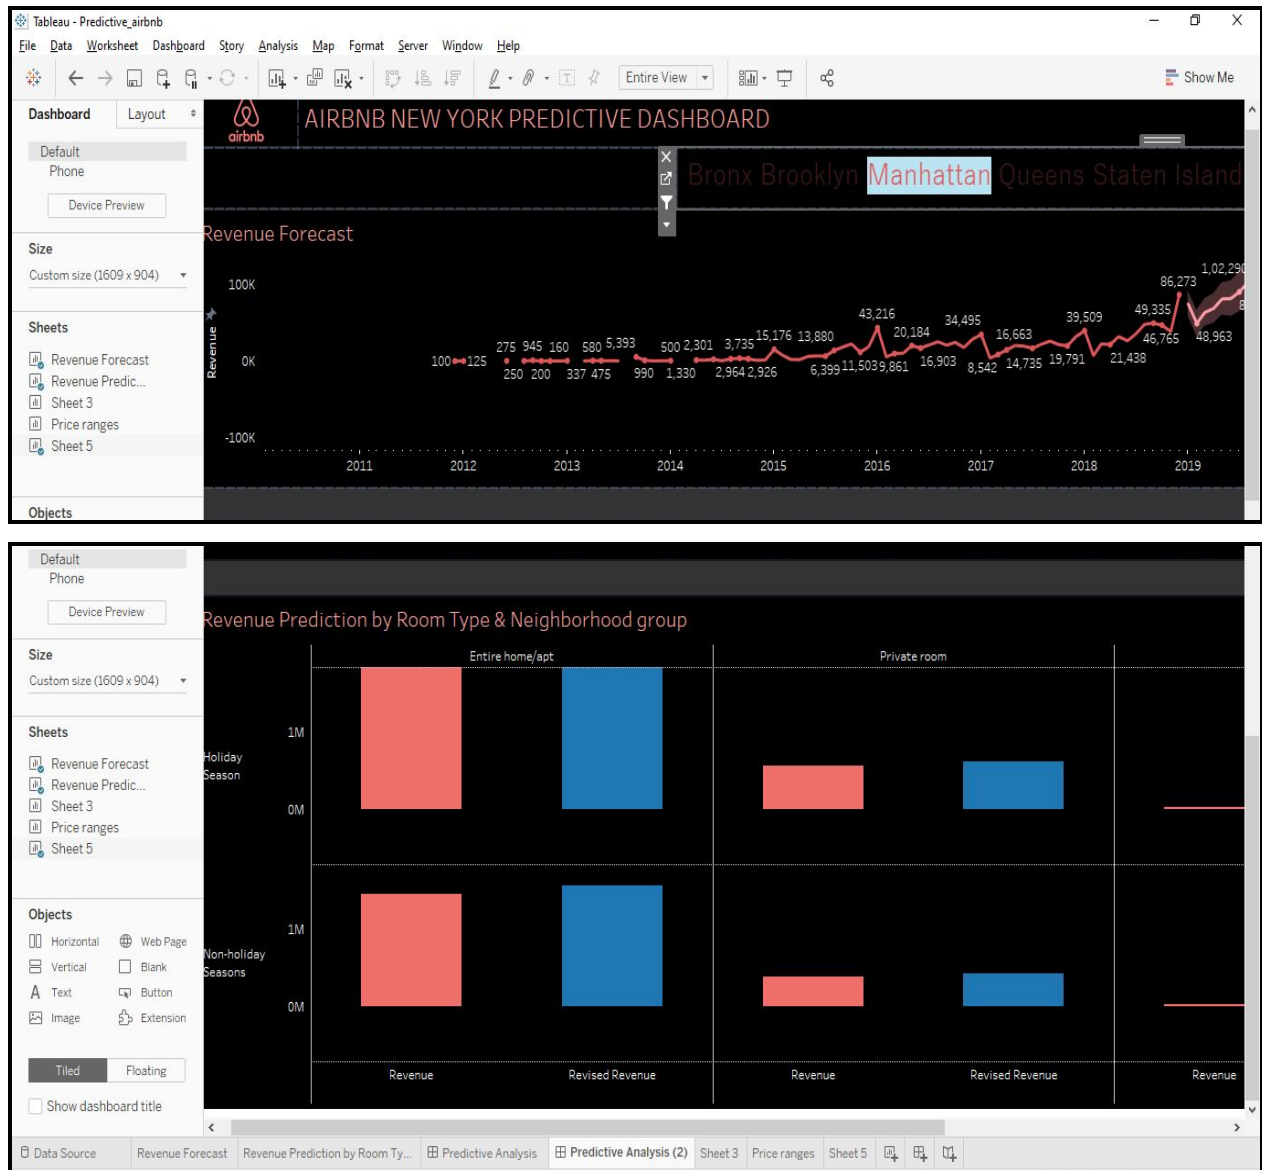 Tableau - Predictive_airbnb
File Data Worksheet Dashboard Story Analysis Map Format Server Window Help
Entire View
Show Me
Dashboard Layout
Default
Phone
Device Preview
Size
Custom size (1609 x 904)
Sheets
Revenue Forecast
Revenue Predic...
Sheet 3
Price ranges
Sheet 5
Objects
airbnb
AIRBNB NEW YORK PREDICTIVE DASHBOARD
Bronx Brooklyn Manhattan Queens Staten Island
Revenue Forecast
Revenue
100K
0K
-100K
100 125 275 945 160 580 5,393 500 2,301 3,735 15,176 13,880 43,216 20,184 34,495 16,663 39,509 49,335 86,273 1,02,290
250 200 337 475 990 1,330 2,964 2,926 6,399 11,503 9,861 16,903 8,542 14,735 19,791 21,438 46,765 48,963
2011 2012 2013 2014 2015 2016 2017 2018 2019
Default
Phone
Device Preview
Size
Custom size (1609 x 904)
Sheets
Revenue Forecast
Revenue Predic...
Sheet 3
Price ranges
Sheet 5
Objects
Horizontal Web Page
Vertical Blank
A Text Button
Image Extension
Tiled Floating
Show dashboard title
Revenue Prediction by Room Type & Neighborhood group
Entire home/apt Private room
Holiday
Season
1M
0M
Non-holiday
Seasons
1M
0M
Revenue Revised Revenue Revenue Revised Revenue Revenue
Data Source Revenue Forecast Revenue Prediction by Room Ty... Predictive Analysis Predictive Analysis (2) Sheet 3 Price ranges Sheet 5